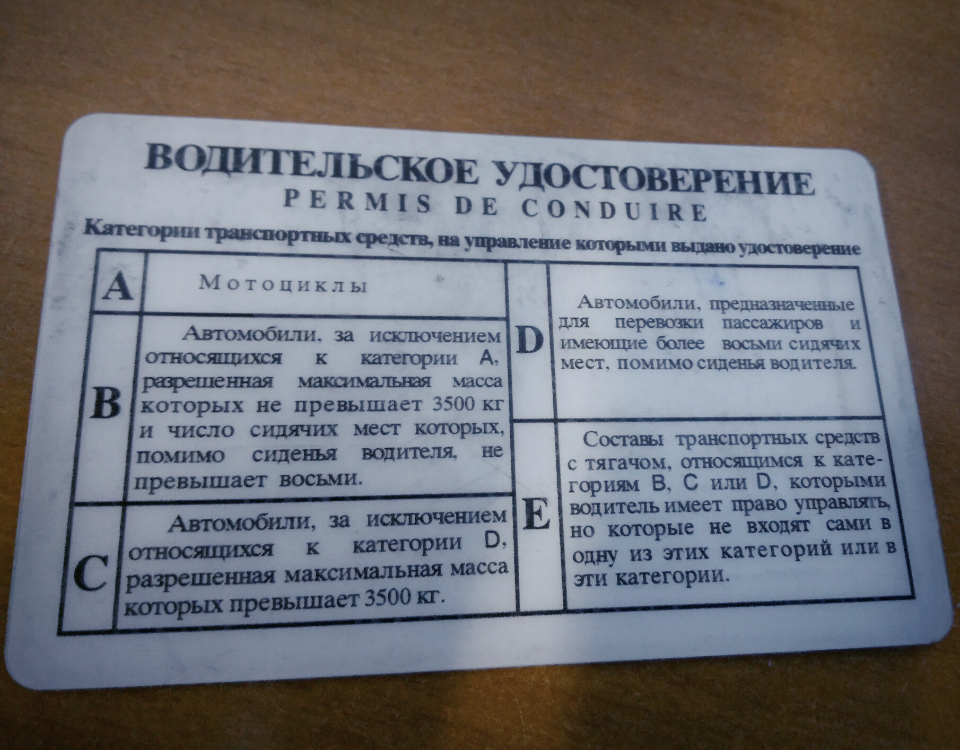 ВОДИТЕЛЬСКОЕ УДОСТОВЕРЕНИЕ
PERMIS DE CONDUIRE
Категории транспортных средств, на управление которыми выдано удостоверение
A
Мотоциклы
B
Автомобили, за исключением
относящихся к категории A,
разрешенная максимальная масса
которых не превышает 3500 кг
и число сидячих мест которых,
помимо сиденья водителя, не
превышает восьми.
C
Автомобили, за исключением
относящихся к категории D,
разрешенная максимальная масса
которых превышает 3500 кг.
D
Автомобили, предназначенные
для перевозки пассажиров и
имеющие более восьми сидячих
мест, помимо сиденья водителя.
E
Составы транспортных средств
с тягачом, относящимся к кате-
гориям B, C или D, которыми
водитель имеет право управлять,
но которые не входят сами в
одну из этих категорий или в
эти категории.